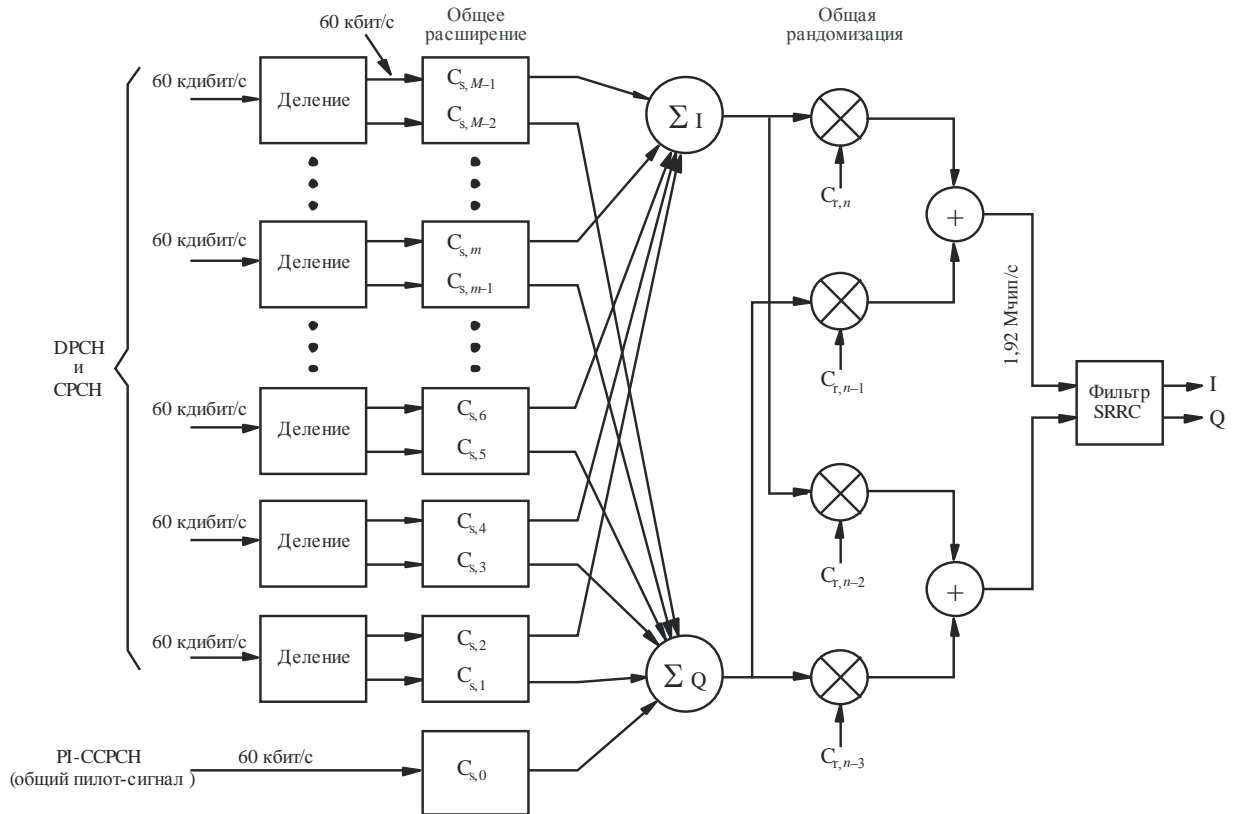 60 кбит/с
Общее
расширение
Общая
рандомизация
60 кдибит/с
Деление
C_s, M–1
C_s, M–2
Σ I
C_r, n
60 кдибит/с
Деление
C_s, m
C_s, m–1
+
C_r, n–1
1,92 Мчип/с
DPCH
и
CPCH
60 кдибит/с
Деление
C_s,6
C_s,5
Фильтр
SRRC
I
Q
60 кдибит/с
Деление
C_s,4
C_s,3
C_r, n–2
+
60 кдибит/с
Деление
C_s,2
C_s,1
Σ Q
C_r, n–3
PI-CCPCH
(общий пилот-сигнал )
60 кбит/с
C_s,0